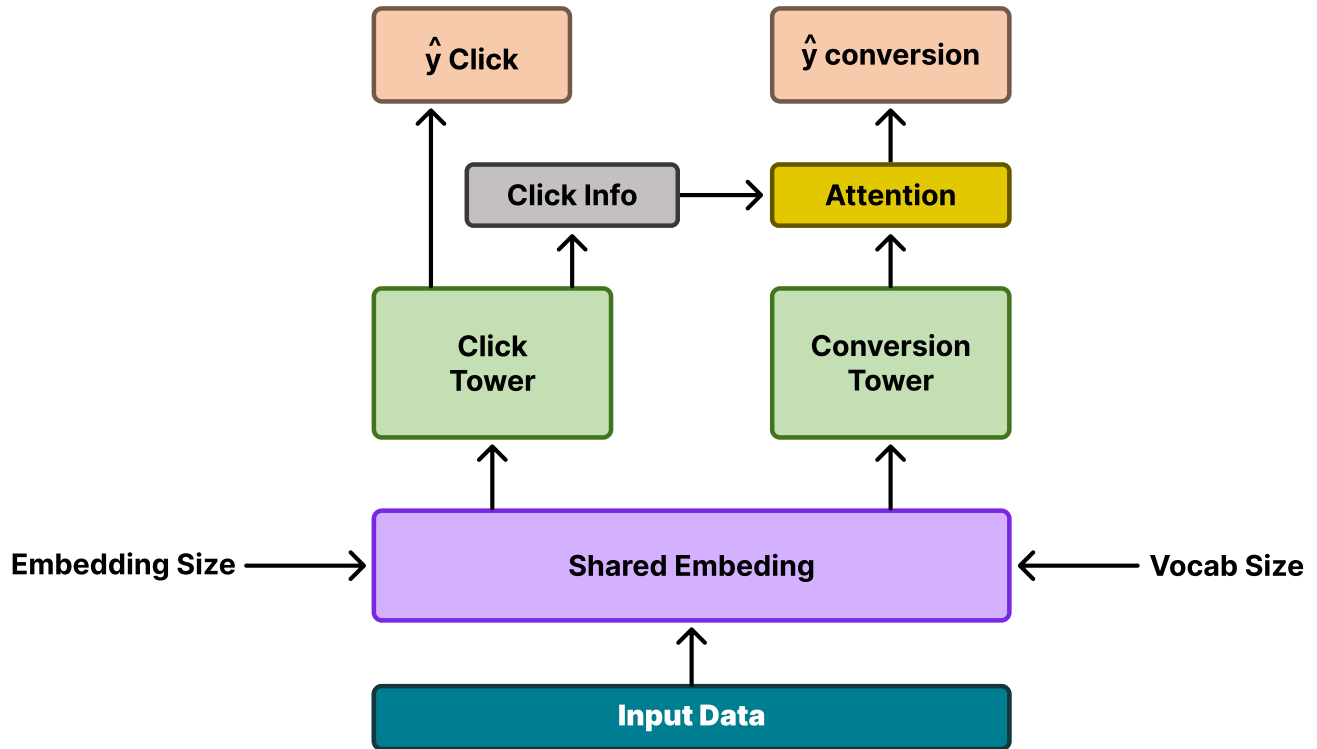 ŷ Click
ŷ conversion
Click Info
Attention
Click
Tower
Conversion
Tower
Embedding Size
Shared Embeding
Vocab Size
Input Data